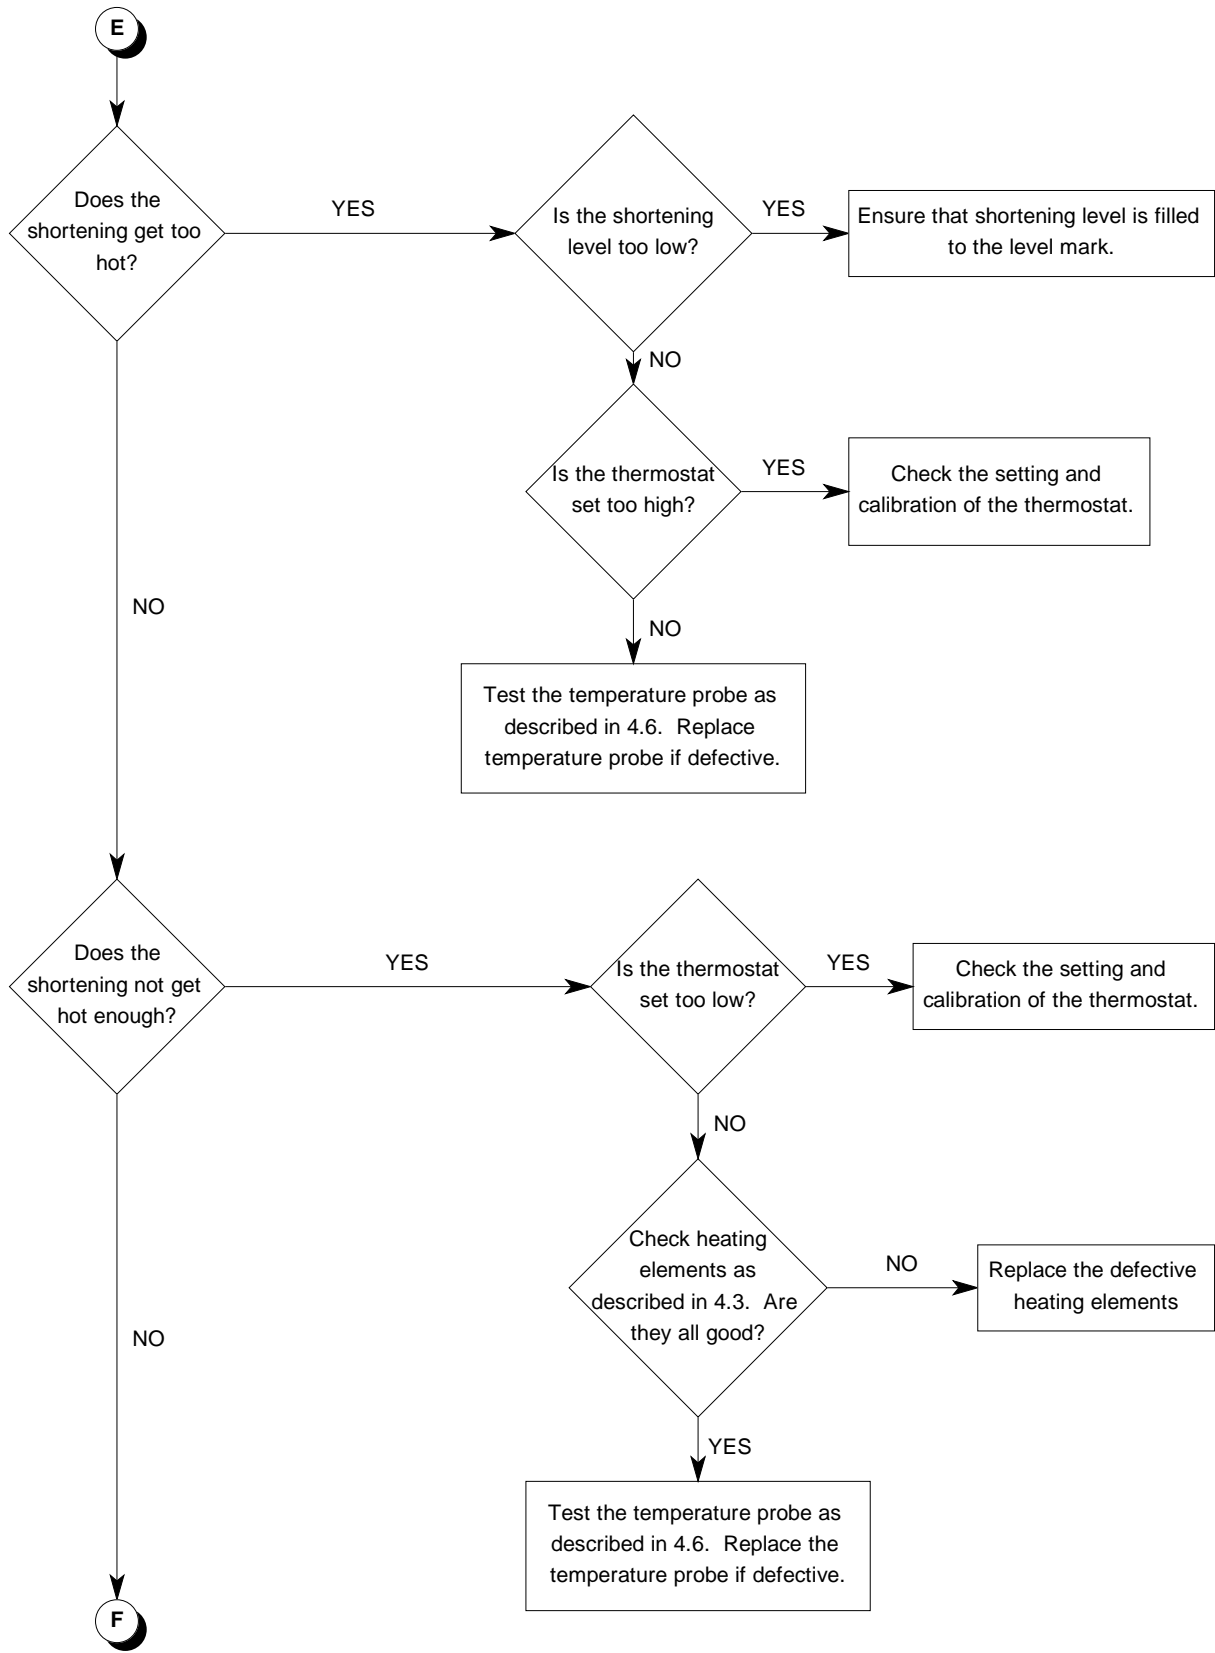 E
Does the
shortening get too
hot?
YES
Is the shortening
level too low?
YES
Ensure that shortening level is filled
to the level mark.
NO
Is the thermostat
set too high?
YES
Check the setting and
calibration of the thermostat.
NO
NO
Test the temperature probe as
described in 4.6.  Replace
temperature probe if defective.
Does the
shortening not get
hot enough?
YES
Is the thermostat
set too low?
YES
Check the setting and
calibration of the thermostat.
NO
Check heating
elements as
described in 4.3.  Are
they all good?
NO
Replace the defective
heating elements
NO
YES
Test the temperature probe as
described in 4.6.  Replace the
temperature probe if defective.
F